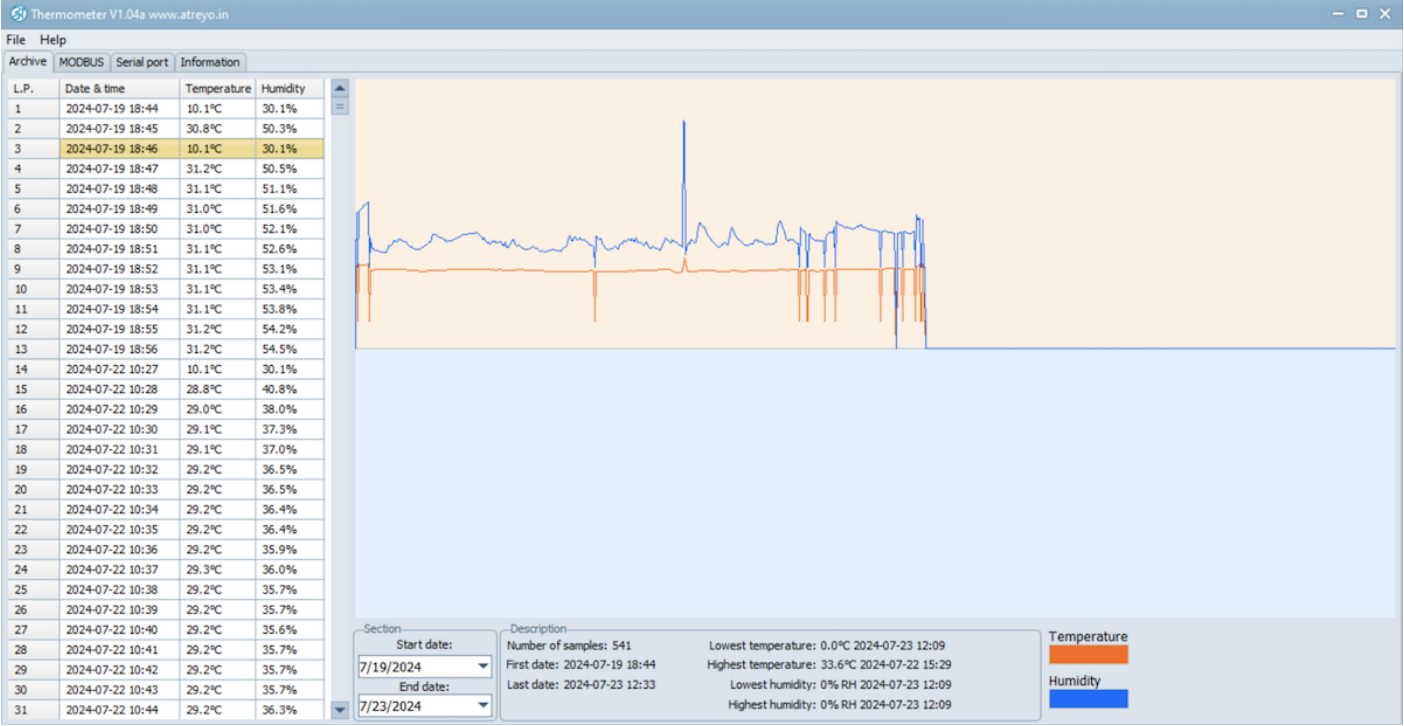 Thermometer V1.04a www.atreyo.in
File Help
Archive MODBUS Serial port Information
L.P. Date & time Temperature Humidity
1 2024-07-19 18:44 10.1°C 30.1%
2 2024-07-19 18:45 30.8°C 50.3%
3 2024-07-19 18:46 10.1°C 30.1%
4 2024-07-19 18:47 31.2°C 50.5%
5 2024-07-19 18:48 31.1°C 51.1%
6 2024-07-19 18:49 31.0°C 51.6%
7 2024-07-19 18:50 31.0°C 52.1%
8 2024-07-19 18:51 31.1°C 52.6%
9 2024-07-19 18:52 31.1°C 53.1%
10 2024-07-19 18:53 31.1°C 53.4%
11 2024-07-19 18:54 31.1°C 53.8%
12 2024-07-19 18:55 31.2°C 54.2%
13 2024-07-19 18:56 31.2°C 54.5%
14 2024-07-22 10:27 10.1°C 30.1%
15 2024-07-22 10:28 28.8°C 40.8%
16 2024-07-22 10:29 29.0°C 38.0%
17 2024-07-22 10:30 29.1°C 37.3%
18 2024-07-22 10:31 29.1°C 37.0%
19 2024-07-22 10:32 29.2°C 36.5%
20 2024-07-22 10:33 29.2°C 36.5%
21 2024-07-22 10:34 29.2°C 36.4%
22 2024-07-22 10:35 29.2°C 36.4%
23 2024-07-22 10:36 29.2°C 35.9%
24 2024-07-22 10:37 29.3°C 36.0%
25 2024-07-22 10:38 29.2°C 35.7%
26 2024-07-22 10:39 29.2°C 35.7%
27 2024-07-22 10:40 29.2°C 35.6%
28 2024-07-22 10:41 29.2°C 35.7%
29 2024-07-22 10:42 29.2°C 35.7%
30 2024-07-22 10:43 29.2°C 35.7%
31 2024-07-22 10:44 29.2°C 36.3%
Section
Start date:
7/19/2024
End date:
7/23/2024
Description
Number of samples: 541
First date: 2024-07-19 18:44
Last date: 2024-07-23 12:33
Lowest temperature: 0.0°C 2024-07-23 12:09
Highest temperature: 33.6°C 2024-07-22 15:29
Lowest humidity: 0% RH 2024-07-23 12:09
Highest humidity: 0% RH 2024-07-23 12:09
Temperature
Humidity